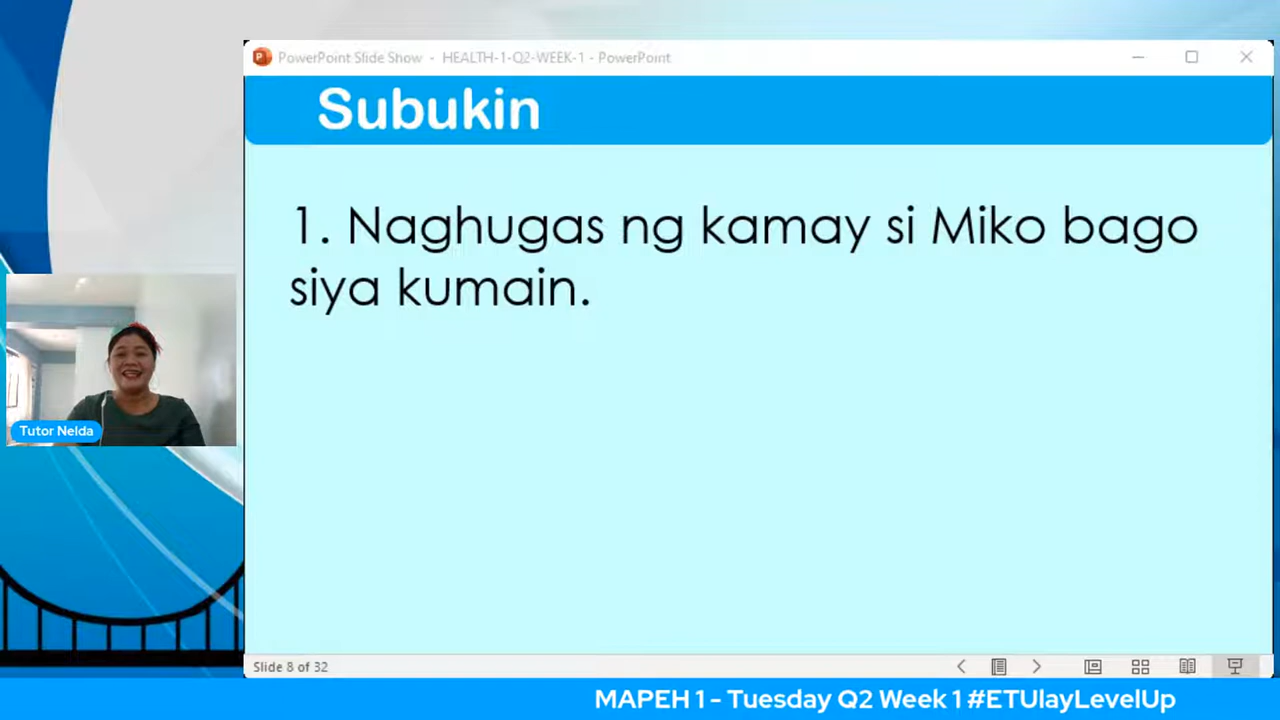 PowerPoint Slide Show - HEALTH-1-Q2-WEEK-1 - PowerPoint
Subukin
1. Naghugas ng kamay si Miko bago
siya kumain.
Tutor Nelda
Slide 8 of 32
MAPEH 1 - Tuesday Q2 Week 1 #ETUlayLevelUp